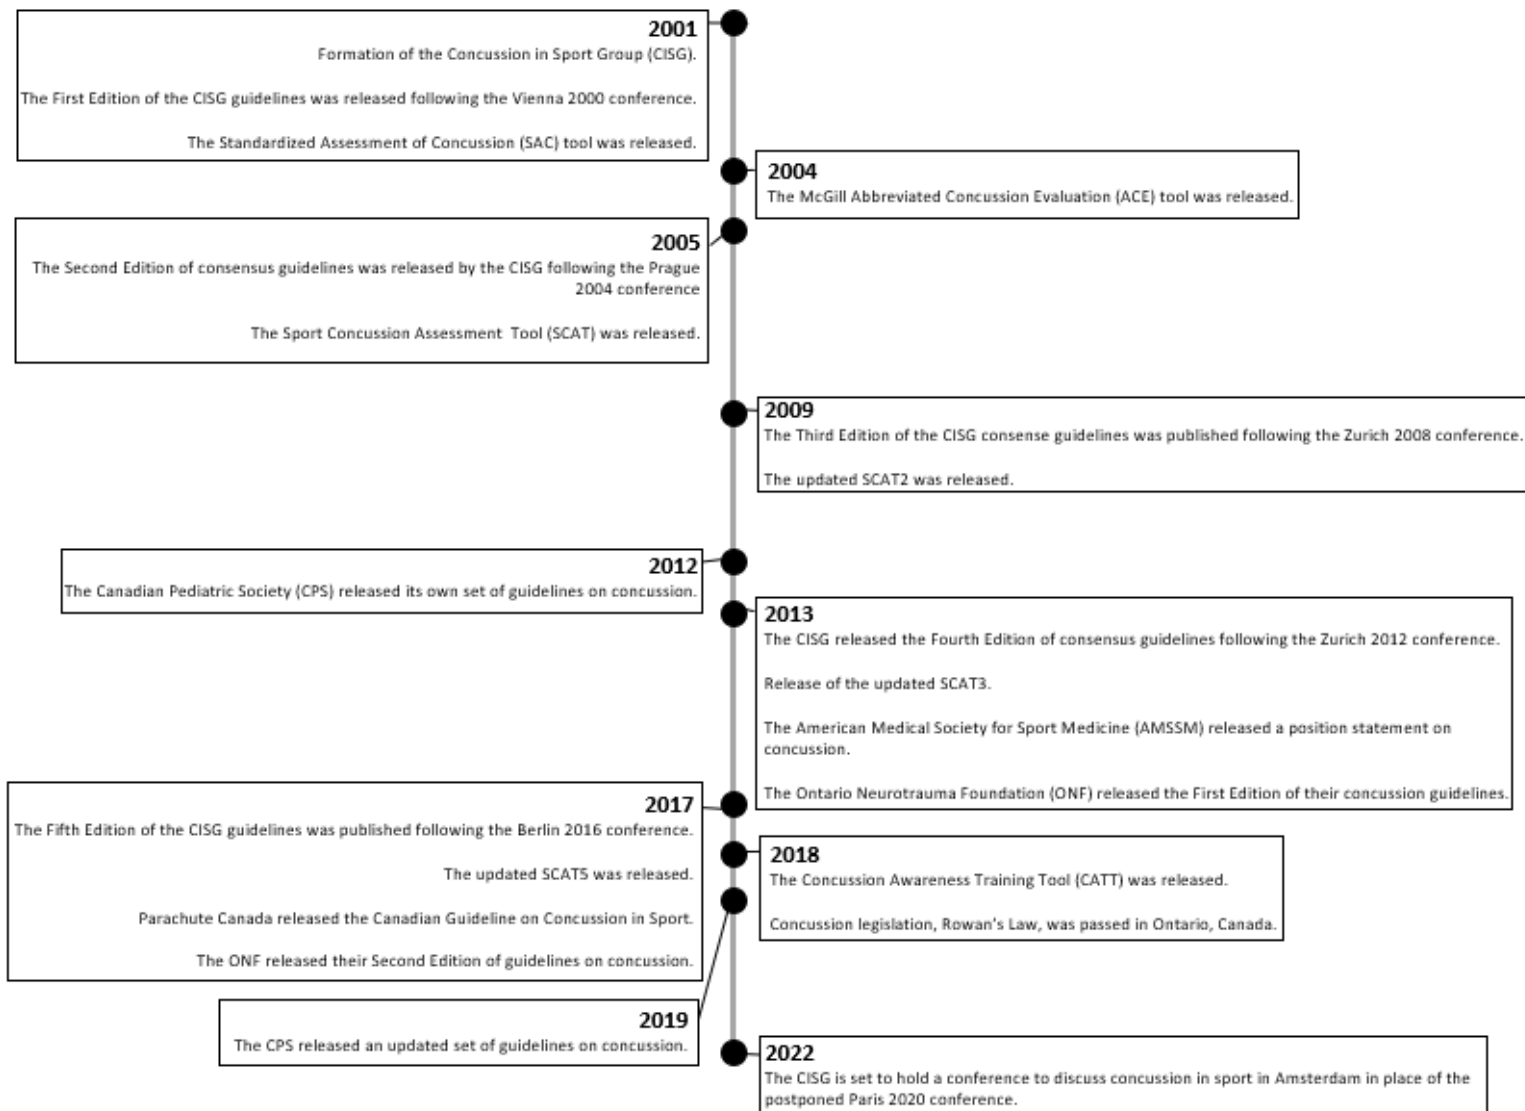 2001
Formation of the Concussion in Sport Group (CISG).
The First Edition of the CISG guidelines was released following the Vienna 2000 conference.
The Standardized Assessment of Concussion (SAC) tool was released.
2004
The McGill Abbreviated Concussion Evaluation (ACE) tool was released.
2005
The Second Edition of consensus guidelines was released by the CISG following the Prague
2004 conference
The Sport Concussion Assessment  Tool (SCAT) was released.
2009
The Third Edition of the CISG consense guidelines was published following the Zurich 2008 conference.
The updated SCAT2 was released.
2012
The Canadian Pediatric Society (CPS) released its own set of guidelines on concussion.
2013
The CISG released the Fourth Edition of consensus guidelines following the Zurich 2012 conference.
Release of the updated SCAT3.
The American Medical Society for Sport Medicine (AMSSM) released a position statement on
concussion.
The Ontario Neurotrauma Foundation (ONF) released the First Edition of their concussion guidelines.
2017
The Fifth Edition of the CISG guidelines was published following the Berlin 2016 conference.
The updated SCAT5 was released.
Parachute Canada released the Canadian Guideline on Concussion in Sport.
The ONF released their Second Edition of guidelines on concussion.
2018
The Concussion Awareness Training Tool (CATT) was released.
Concussion legislation, Rowan's Law, was passed in Ontario, Canada.
2019
The CPS released an updated set of guidelines on concussion.
2022
The CISG is set to hold a conference to discuss concussion in sport in Amsterdam in place of the
postponed Paris 2020 conference.